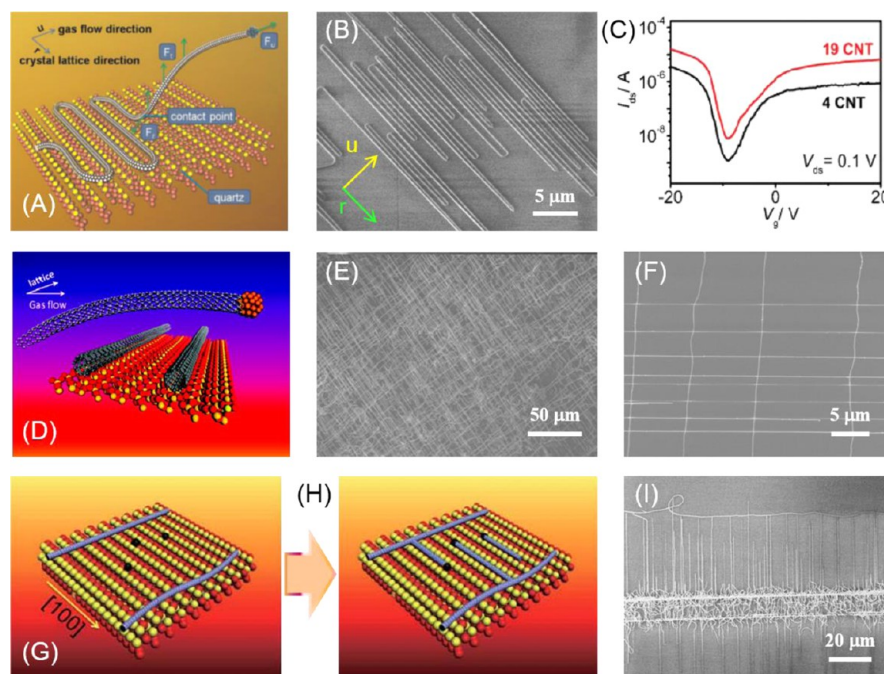 u
gas flow direction
r
crystal lattice direction
contact point
quartz
(A)
(B)
u
r
5 μm
(C)
I_ds / A
10^-4
10^-6
10^-8
19 CNT
4 CNT
V_ds = 0.1 V
-20 -10 0 10 20
V_g / V
lattice
Gas flow
(D)
(E)
50 μm
(F)
5 μm
[100]
(G)
(H)
(I)
20 μm